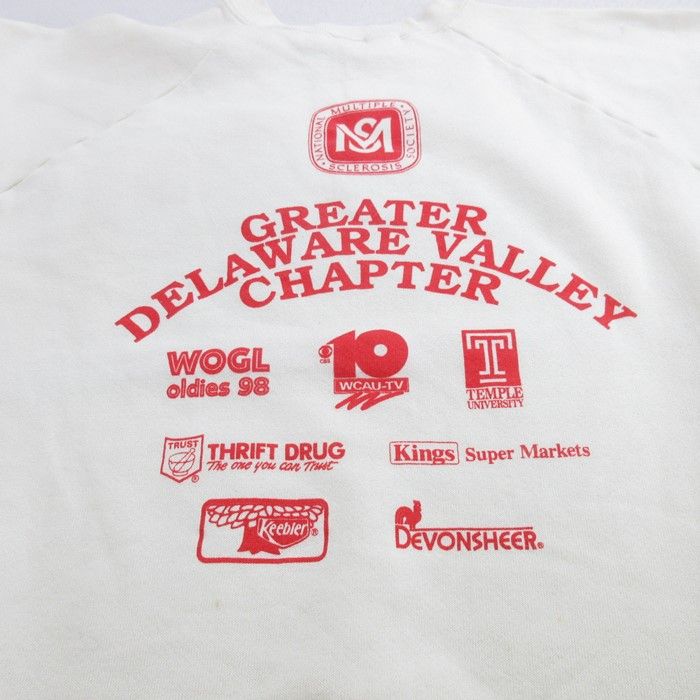 NATIONAL MULTIPLE SCLEROSIS SOCIETY
MS
GREATER
DELAWARE VALLEY
CHAPTER
WOGL
oldies 98
CBS
10
WCAU-TV
T
TEMPLE
UNIVERSITY
TRUST
THRIFT DRUG
The one you can Trust
Kings Super Markets
Keebler®
DEVONSHEER®